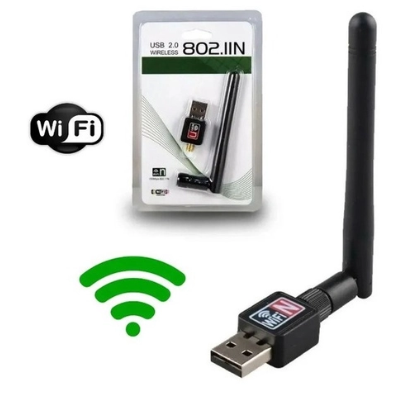 USB 2.0
WIRELESS 802.IIN
Wi Fi
n
WiFi N